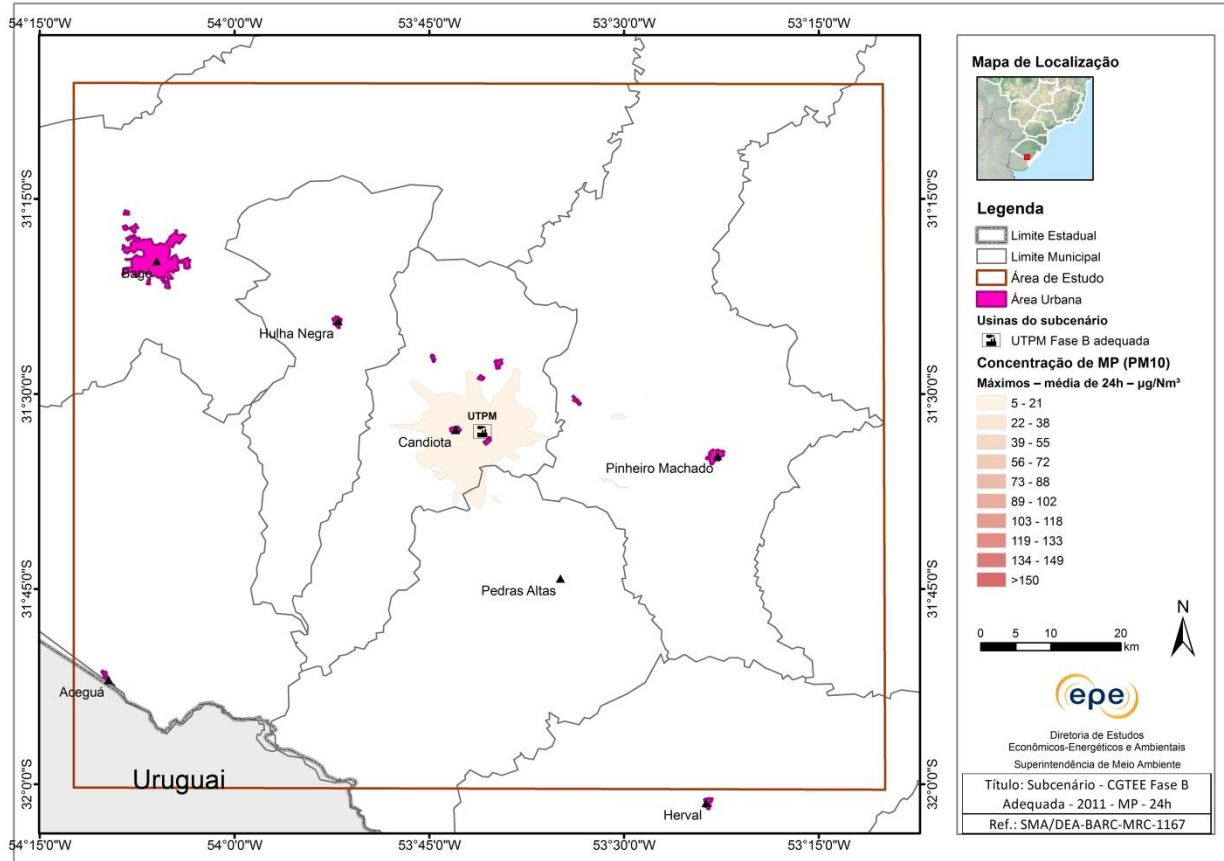 54°15'0"W
54°0'0"W
53°45'0"W
53°30'0"W
53°15'0"W
31°15'0"S
31°30'0"S
31°45'0"S
32°0'0"S
31°15'0"S
31°30'0"S
31°45'0"S
32°0'0"S
Bagé
Hulha Negra
UTPM
Candiota
Pinheiro Machado
Pedras Altas
Aceguá
Uruguai
Herval
54°15'0"W
54°0'0"W
53°45'0"W
53°30'0"W
53°15'0"W
Mapa de Localização
Legenda
Limite Estadual
Limite Municipal
Área de Estudo
Área Urbana
Usinas do subcenário
UTPM Fase B adequada
Concentração de MP (PM10)
Máximos – média de 24h – µg/Nm³
5 - 21
22 - 38
39 - 55
56 - 72
73 - 88
89 - 102
103 - 118
119 - 133
134 - 149
>150
N
0 5 10 20
km
epe
Diretoria de Estudos
Econômicos-Energéticos e Ambientais
Superintendência de Meio Ambiente
Título: Subcenário - CGTEE Fase B
Adequada - 2011 - MP - 24h
Ref.: SMA/DEA-BARC-MRC-1167